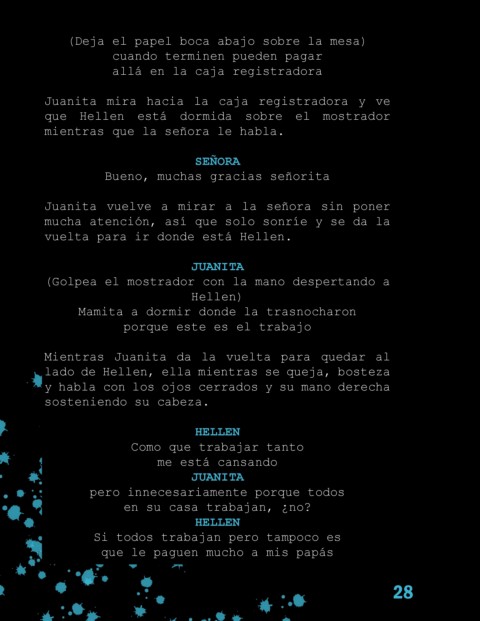 (Deja el papel boca abajo sobre la mesa)
cuando terminen pueden pagar
allá en la caja registradora
Juanita mira hacia la caja registradora y ve
que Hellen está dormida sobre el mostrador
mientras que la señora le habla.
SEÑORA
Bueno, muchas gracias señorita
Juanita vuelve a mirar a la señora sin poner
mucha atención, así que solo sonríe y se da la
vuelta para ir donde está Hellen.
JUANITA
(Golpea el mostrador con la mano despertando a
Hellen)
Mamita a dormir donde la trasnocharon
porque este es el trabajo
Mientras Juanita da la vuelta para quedar al
lado de Hellen, ella mientras se queja, bosteza
y habla con los ojos cerrados y su mano derecha
sosteniendo su cabeza.
HELLEN
Como que trabajar tanto
me está cansando
JUANITA
pero innecesariamente porque todos
en su casa trabajan, ¿no?
HELLEN
Si todos trabajan pero tampoco es
que le paguen mucho a mis papás
28